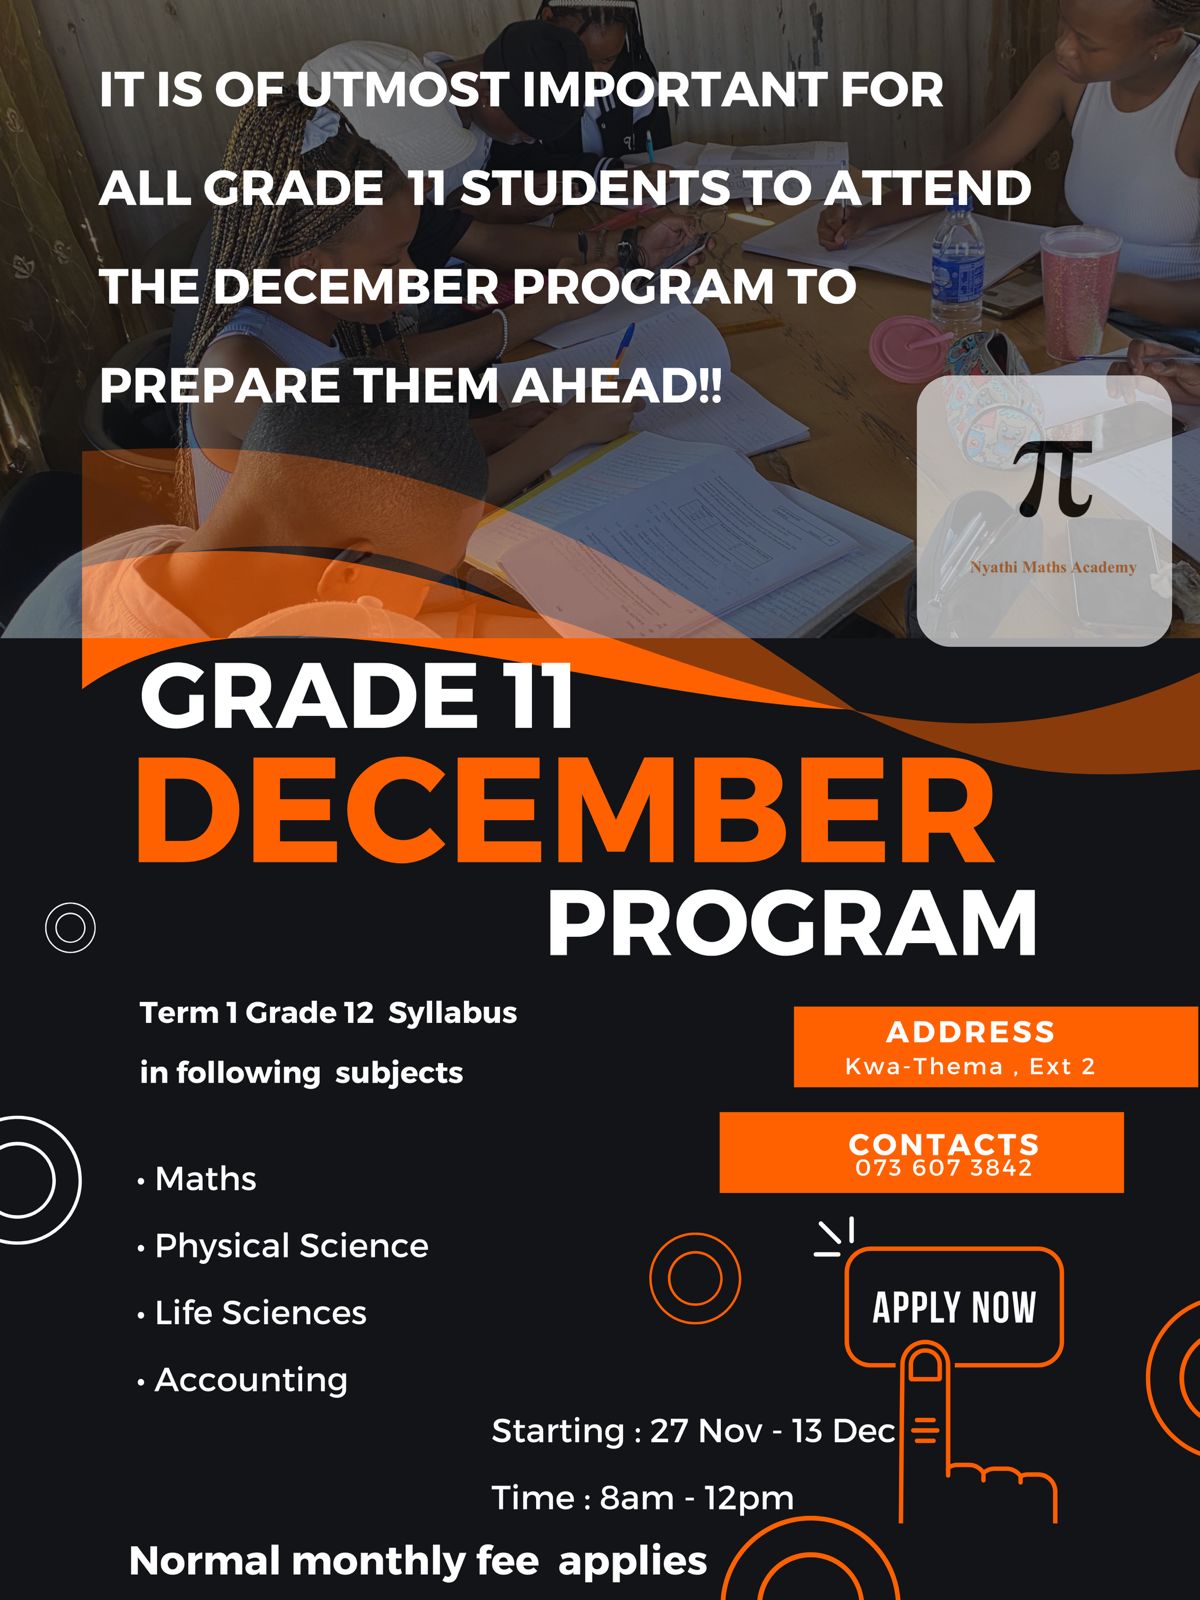 IT IS OF UTMOST IMPORTANT FOR
ALL GRADE 11 STUDENTS TO ATTEND
THE DECEMBER PROGRAM TO
PREPARE THEM AHEAD!!
π
Nyathi Maths Academy
GRADE 11
DECEMBER
PROGRAM
Term 1 Grade 12 Syllabus
in following subjects
• Maths
• Physical Science
• Life Sciences
• Accounting
ADDRESS
Kwa-Thema , Ext 2
CONTACTS
073 607 3842
APPLY NOW
Starting : 27 Nov - 13 Dec
Time : 8am - 12pm
Normal monthly fee applies